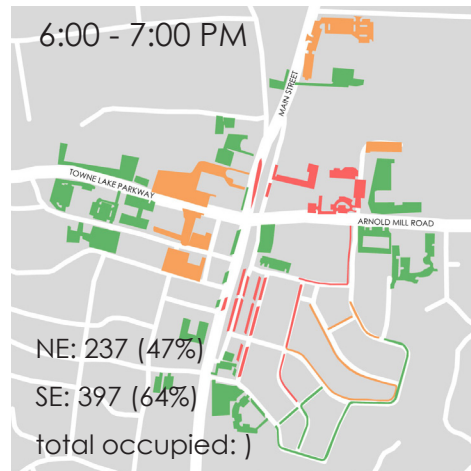 6:00 - 7:00 PM
MAIN STREET
TOWNE LAKE PARKWAY
ARNOLD MILL ROAD
NE: 237 (47%)
SE: 397 (64%)
total occupied: )